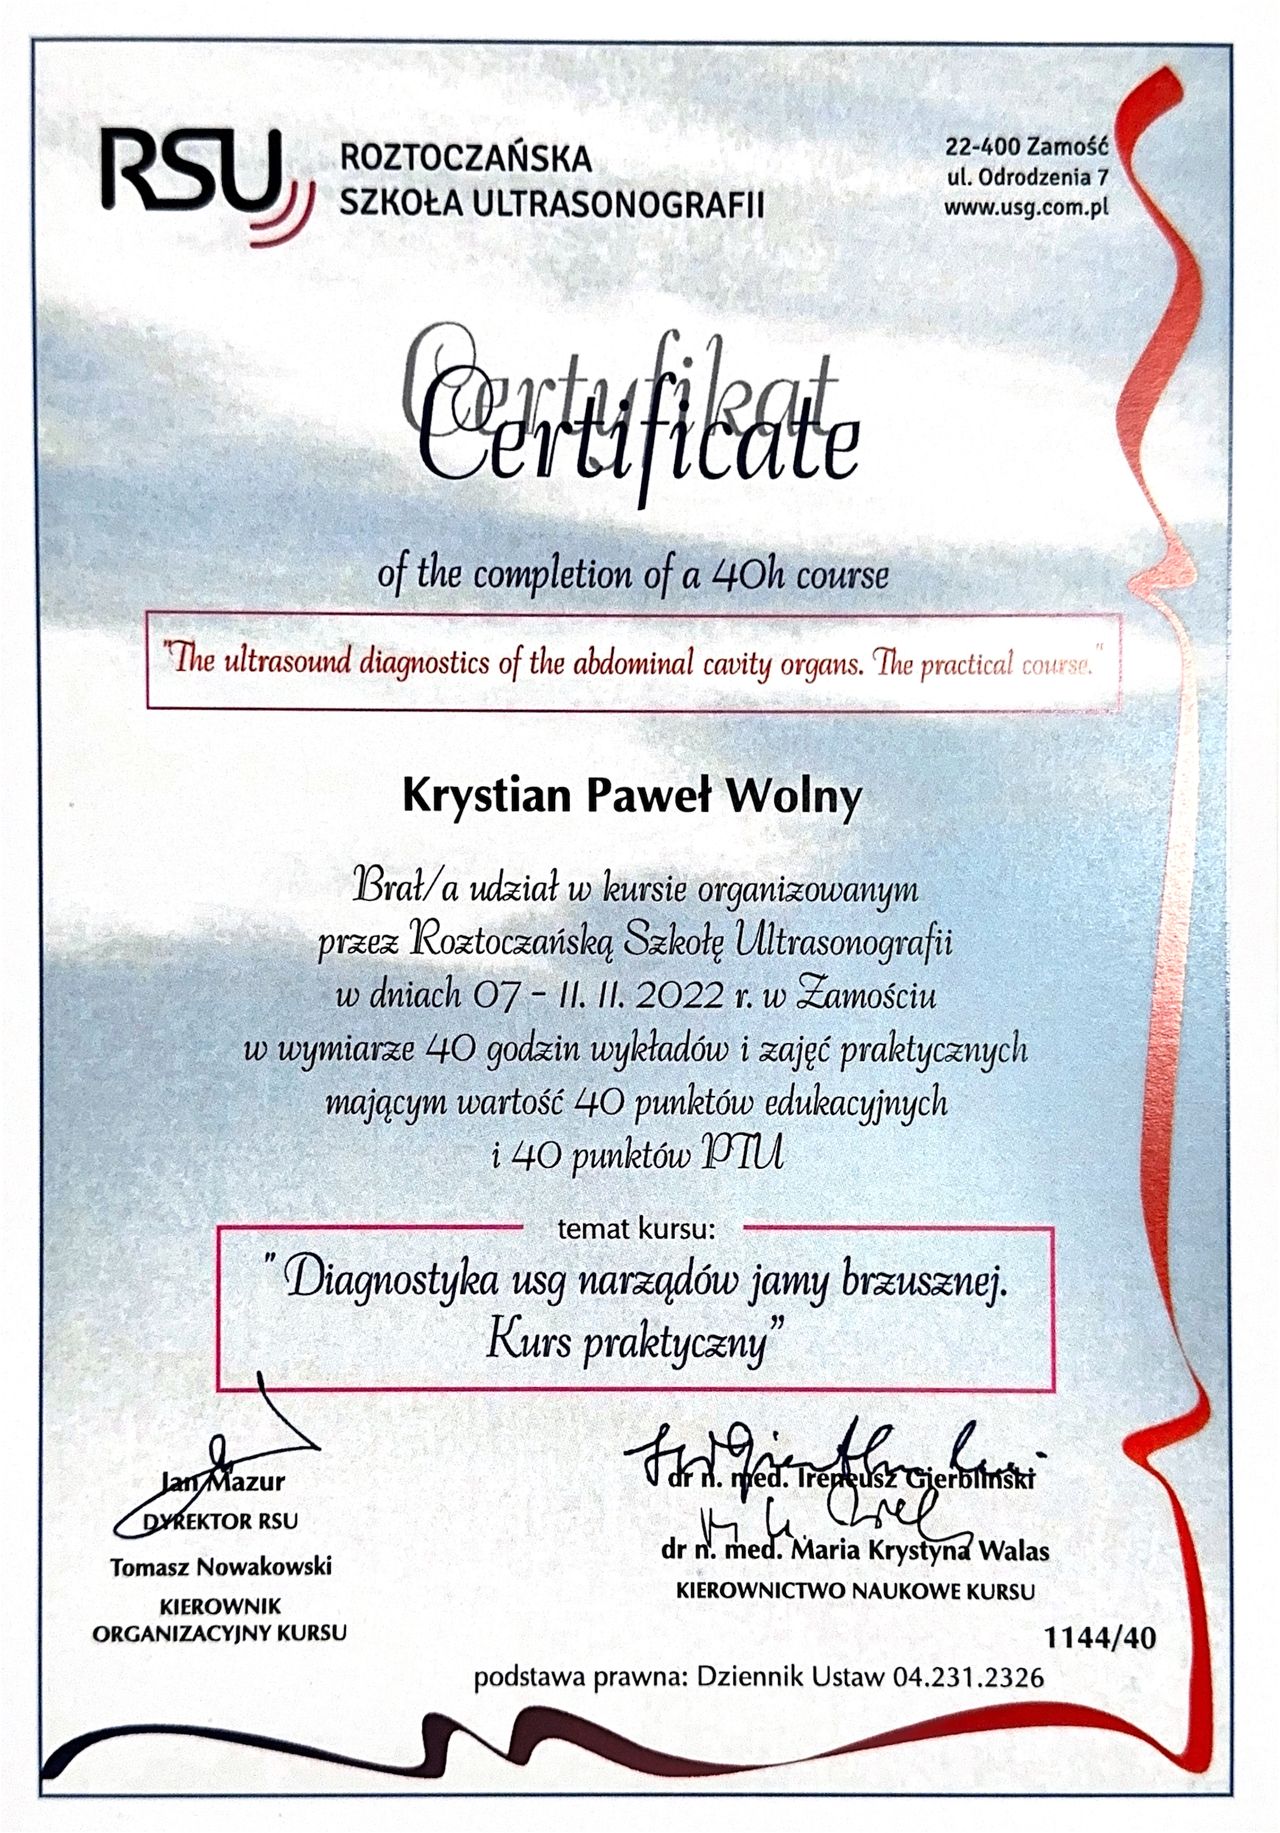 RSU
ROZTOCZAŃSKA
SZKOŁA ULTRASONOGRAFII
22-400 Zamość
ul. Odrodzenia 7
www.usg.com.pl
Certyfikat
Certificate
of the completion of a 40h course
"The ultrasound diagnostics of the abdominal cavity organs. The practical course."
Krystian Paweł Wolny
Brał/a udział w kursie organizowanym
przez Roztoczańską Szkołę Ultrasonografii
w dniach 07 - 11. 11. 2022 r. w Zamościu
w wymiarze 40 godzin wykładów i zajęć praktycznych
mającym wartość 40 punktów edukacyjnych
i 40 punktów PTU
temat kursu:
"Diagnostyka usg narządów jamy brzusznej.
Kurs praktyczny”
Jan Mazur
DYREKTOR RSU
Tomasz Nowakowski
KIEROWNIK
ORGANIZACYJNY KURSU
dr n. med. Ireneusz Gierbliński
dr n. med. Maria Krystyna Walas
KIEROWNICTWO NAUKOWE KURSU
1144/40
podstawa prawna: Dziennik Ustaw 04.231.2326